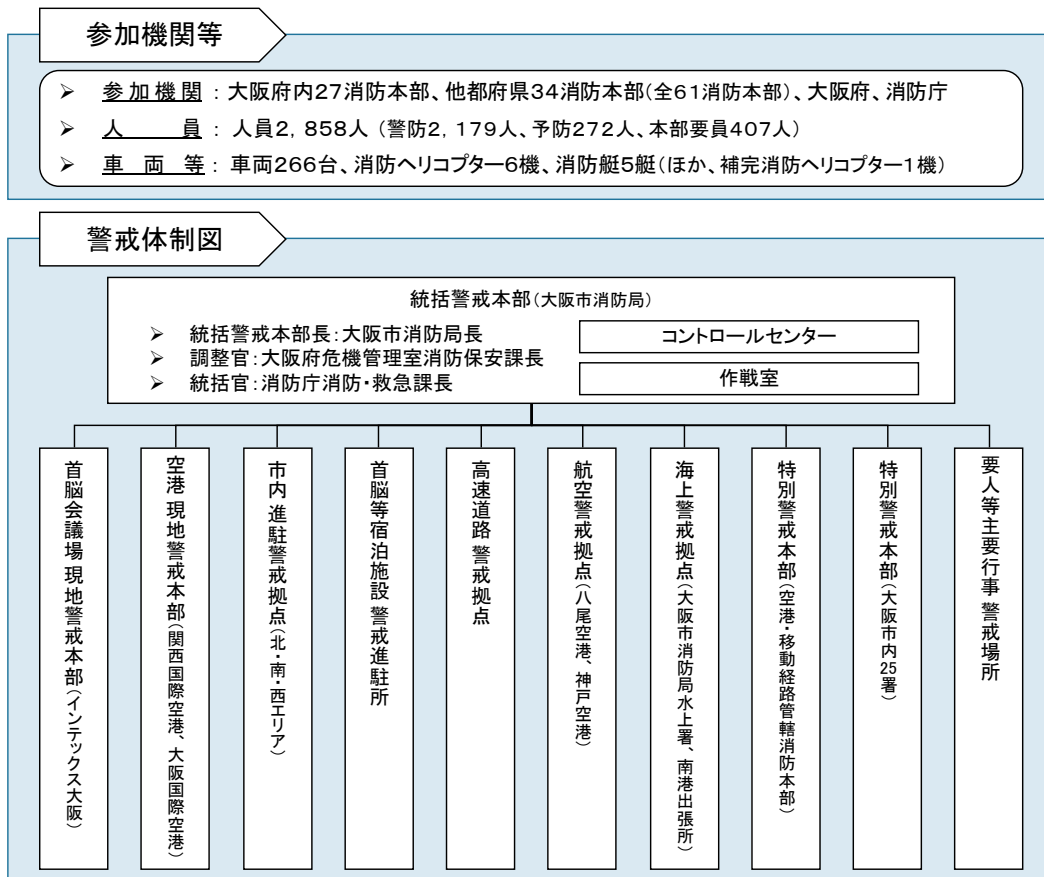 参加機関等
➢ 参加機関：大阪府内27消防本部、他都府県34消防本部（全61消防本部）、大阪府、消防庁
➢ 人員：人員2，858人（警防2，179人、予防272人、本部要員407人）
➢ 車両等：車両266台、消防ヘリコプター6機、消防艇5艇（ほか、補完消防ヘリコプター1機）
警戒体制図
統括警戒本部（大阪市消防局）
➢ 統括警戒本部長：大阪市消防局長
➢ 調整官：大阪府危機管理室消防保安課長
➢ 統括官：消防庁消防・救急課長
コントロールセンター
作戦室
首脳会議場 現地警戒本部（インテックス大阪）
空港 現地警戒本部（関西国際空港、大阪国際空港）
市内 進駐警戒拠点（北・南・西エリア）
首脳等宿泊施設 警戒進駐所
高速道路 警戒拠点
航空警戒拠点（八尾空港、神戸空港）
海上警戒拠点（大阪市消防局水上署、南港出張所）
特別警戒本部（空港・移動経路管轄消防本部）
特別警戒本部（大阪市内25署）
要人等主要行事 警戒場所